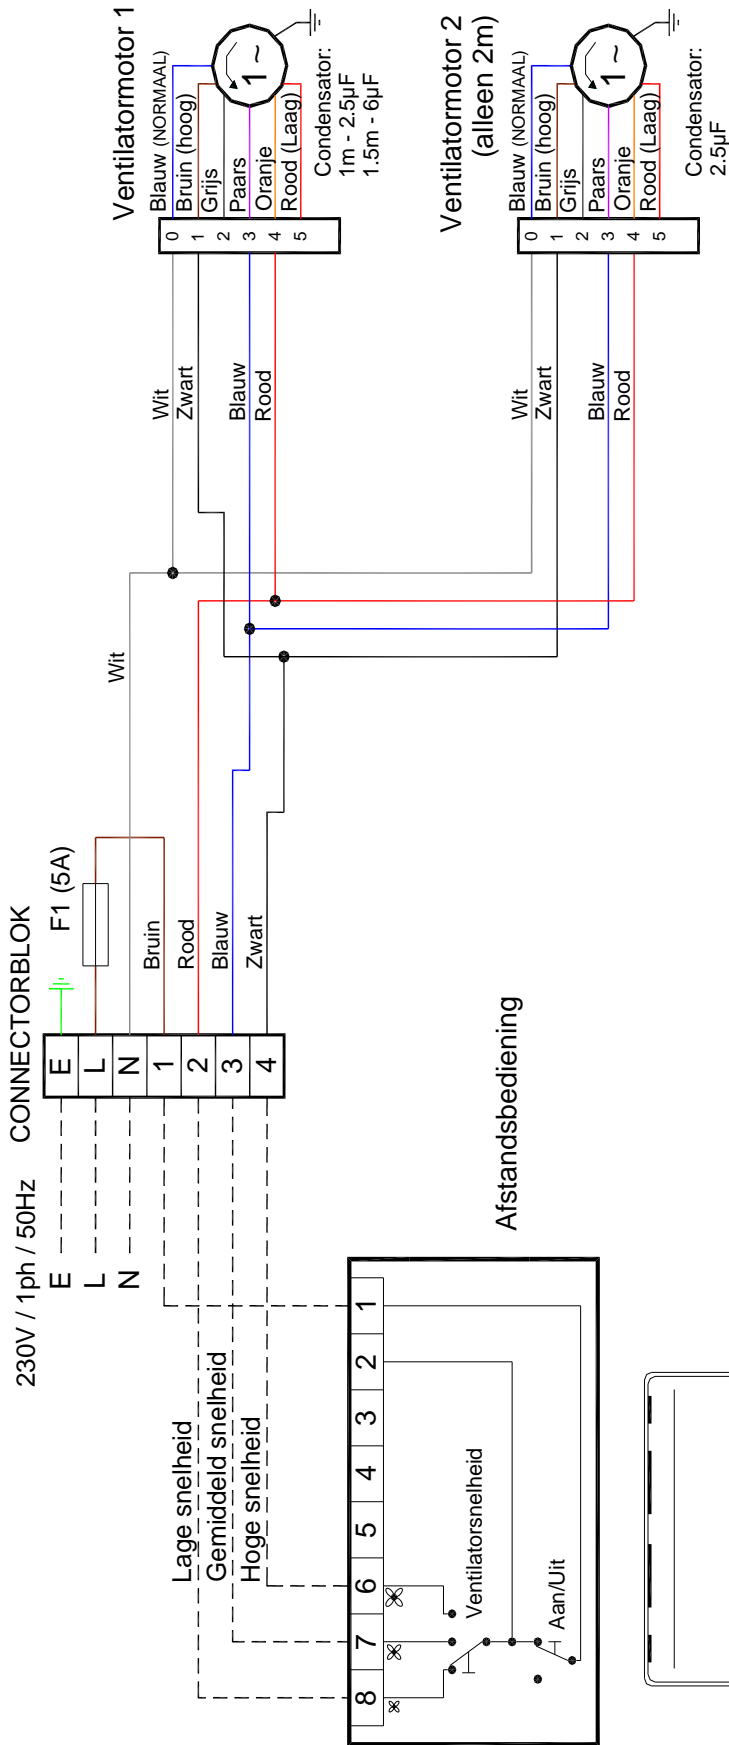 230V / 1ph / 50Hz
CONNECTORBLOK
E
L
N
E
L
N
1
2
3
4
F1 (5A)
Bruin
Rood
Blauw
Zwart
Wit
Wit
Zwart
Blauw
Rood
Ventilatormotor 1
0
1
2
3
4
5
Blauw (NORMAAL)
Bruin (hoog)
Grijs
Paars
Oranje
Rood (Laag)
1 ~
Condensator:
1m - 2.5µF
1.5m - 6µF
Wit
Zwart
Blauw
Rood
Ventilatormotor 2
(alleen 2m)
0
1
2
3
4
5
Blauw (NORMAAL)
Bruin (hoog)
Grijs
Paars
Oranje
Rood (Laag)
1 ~
Condensator:
2.5µF
Lage snelheid
Gemiddeld snelheid
Hoge snelheid
Afstandsbediening
8
7
6
5
4
3
2
1
Ventilatorsnelheid
Aan/Uit